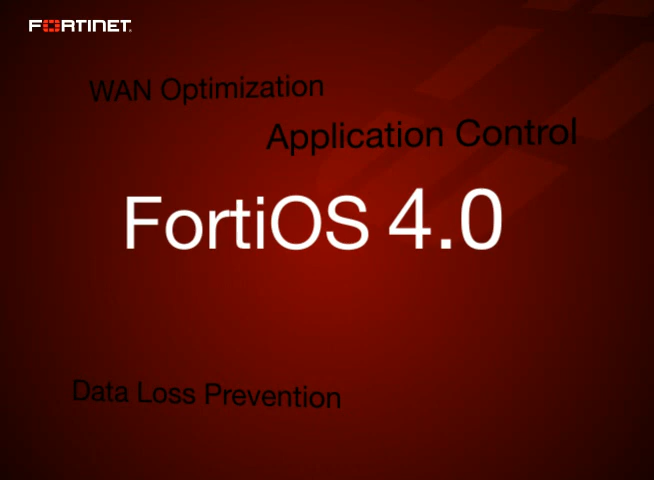 FORTINET
WAN Optimization
Application Control
FortiOS 4.0
Data Loss Prevention